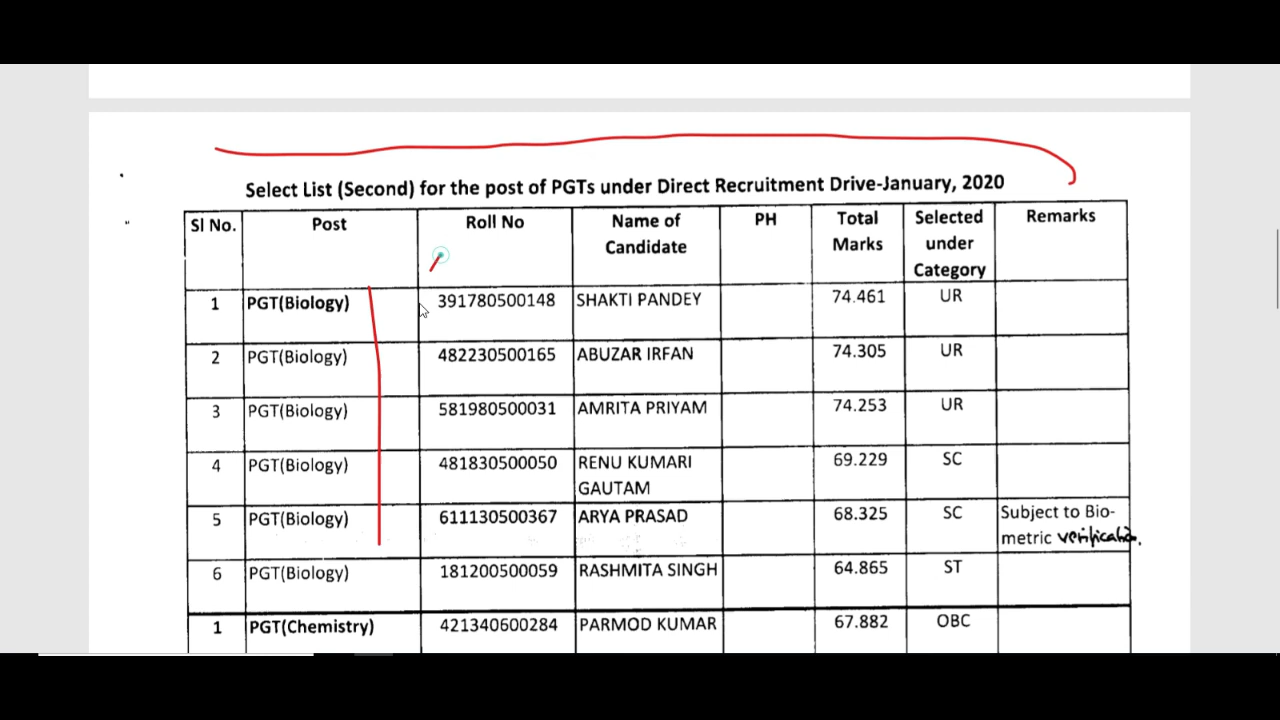 Select List (Second) for the post of PGTs under Direct Recruitment Drive-January, 2020
Sl No. Post Roll No Name of Candidate PH Total Marks Selected under Category Remarks
1 PGT(Biology) 391780500148 SHAKTI PANDEY 74.461 UR
2 PGT(Biology) 482230500165 ABUZAR IRFAN 74.305 UR
3 PGT(Biology) 581980500031 AMRITA PRIYAM 74.253 UR
4 PGT(Biology) 481830500050 RENU KUMARI GAUTAM 69.229 SC
5 PGT(Biology) 611130500367 ARYA PRASAD 68.325 SC Subject to Bio-metric verification.
6 PGT(Biology) 181200500059 RASHMITA SINGH 64.865 ST
1 PGT(Chemistry) 421340600284 PARMOD KUMAR 67.882 OBC